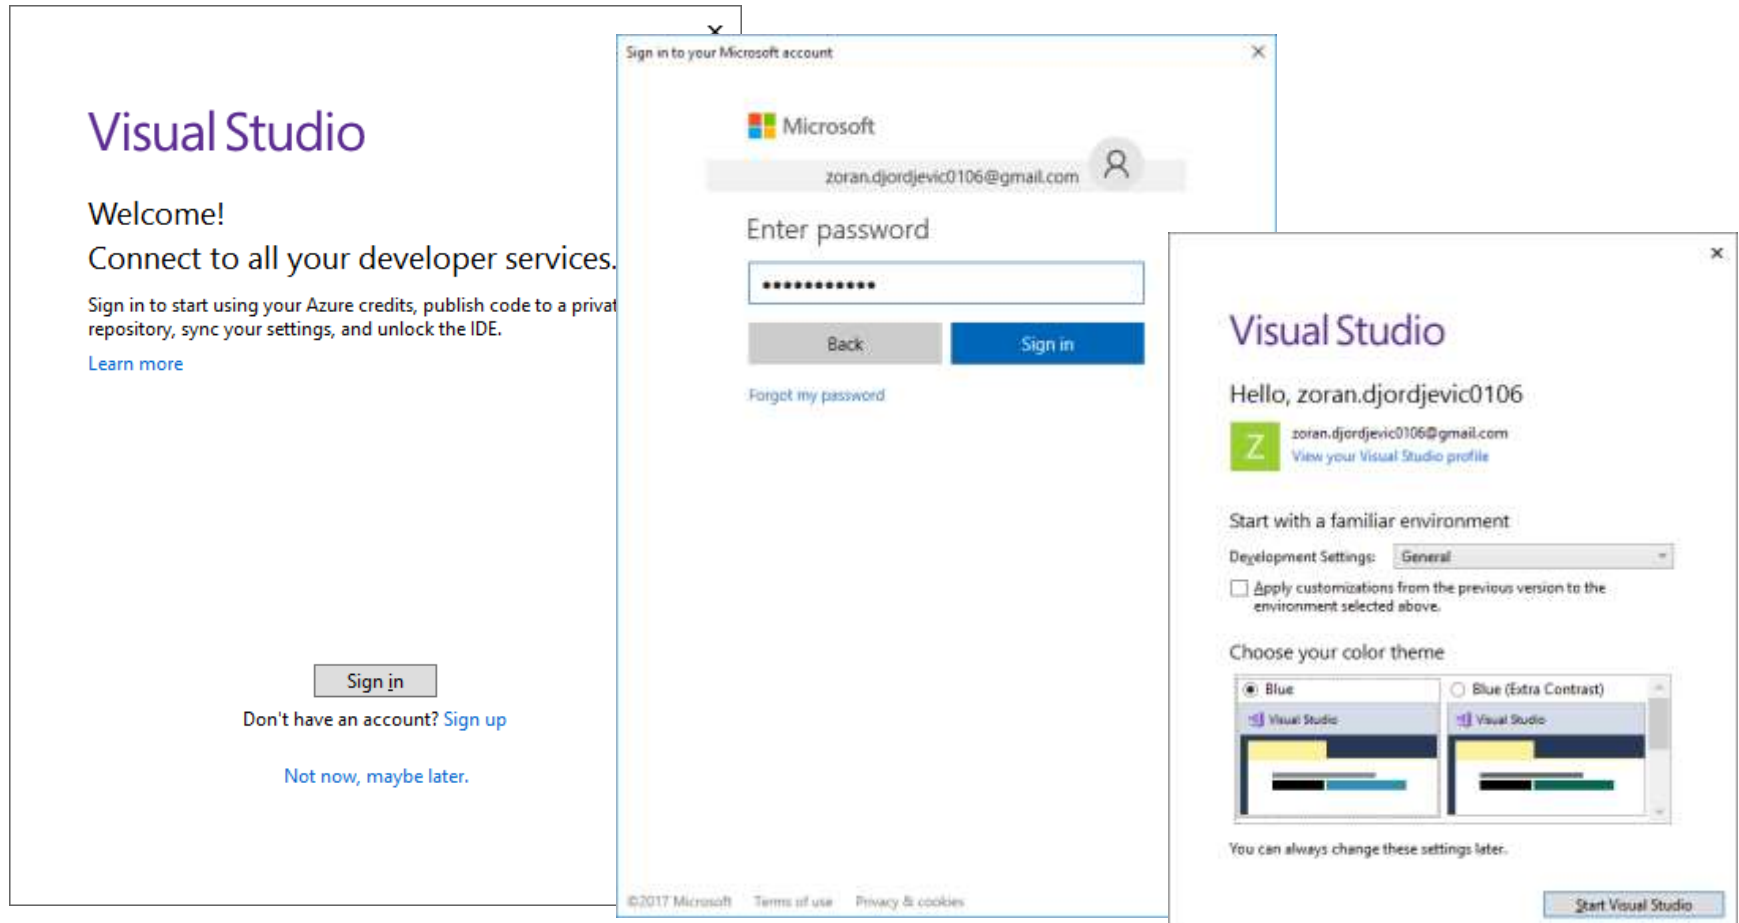 Visual Studio
Welcome!
Connect to all your developer services.
Sign in to start using your Azure credits, publish code to a privat
repository, sync your settings, and unlock the IDE.
Learn more
Sign in
Don't have an account? Sign up
Not now, maybe later.
Sign in to your Microsoft account
Microsoft
zoran.djordjevic0106@gmail.com
Enter password
Back
Sign in
Forgot my password
©2017 Microsoft Terms of use Privacy & cookies
Visual Studio
Hello, zoran.djordjevic0106
Z
zoran.djordjevic0106@gmail.com
View your Visual Studio profile
Start with a familiar environment
Development Settings: General
Apply customizations from the previous version to the
environment selected above.
Choose your color theme
Blue
Blue (Extra Contrast)
Visual Studio
Visual Studio
You can always change these settings later.
Start Visual Studio